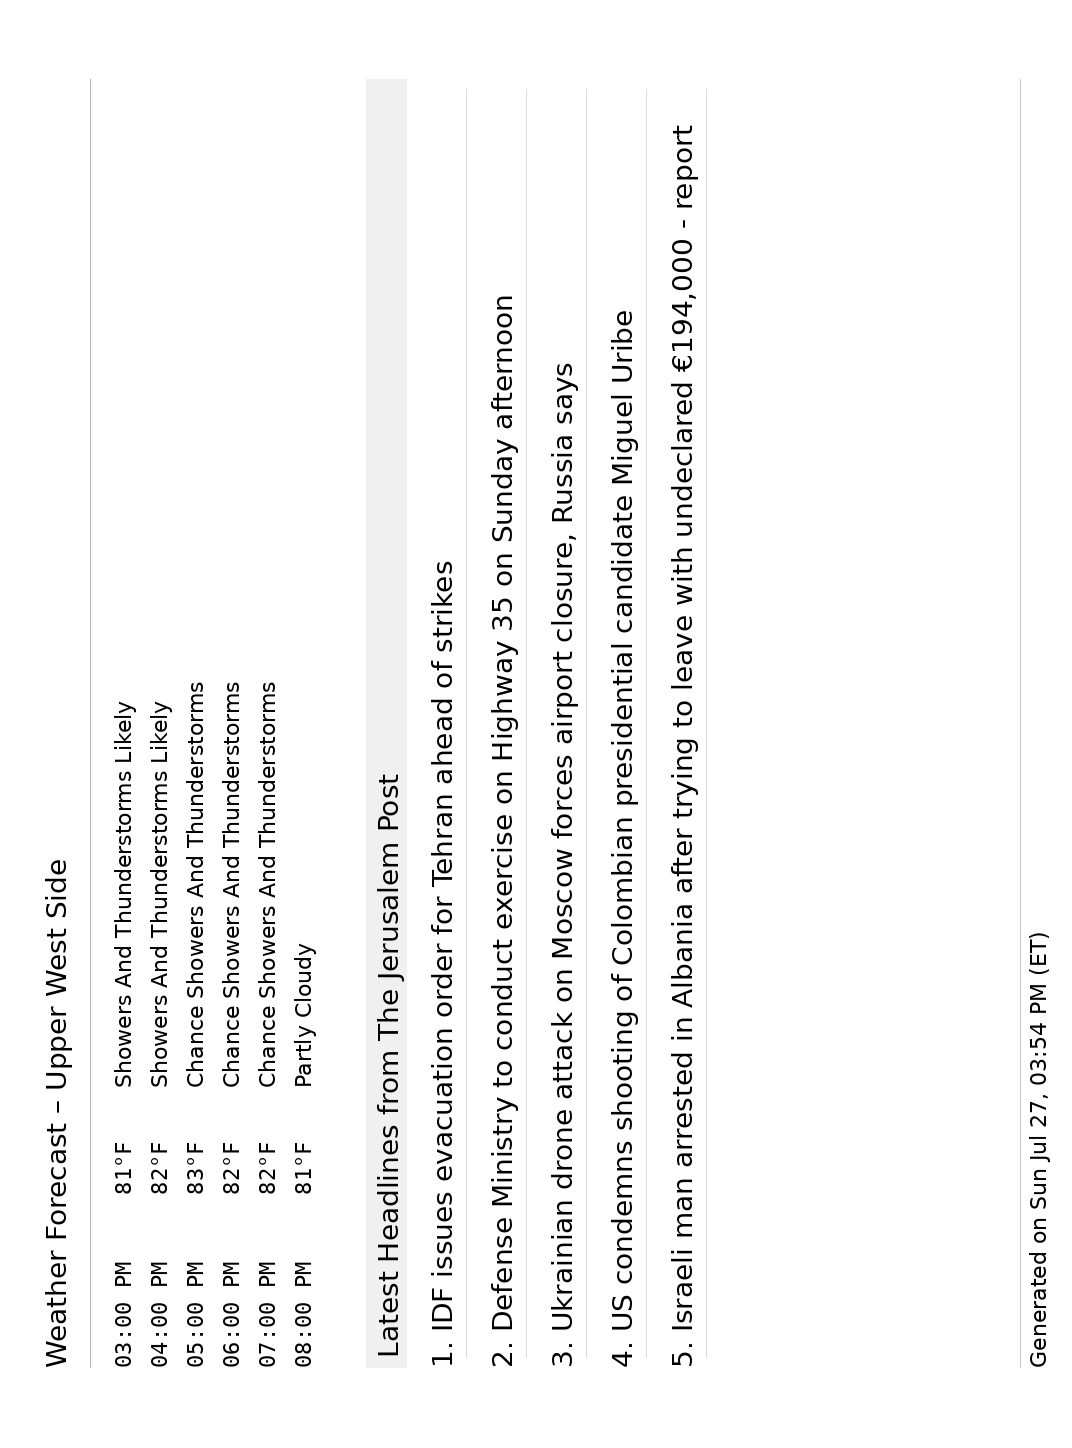 Weather Forecast – Upper West Side
03:00 PM 81°F Showers And Thunderstorms Likely
04:00 PM 82°F Showers And Thunderstorms Likely
05:00 PM 83°F Chance Showers And Thunderstorms
06:00 PM 82°F Chance Showers And Thunderstorms
07:00 PM 82°F Chance Showers And Thunderstorms
08:00 PM 81°F Partly Cloudy
Latest Headlines from The Jerusalem Post
1. IDF issues evacuation order for Tehran ahead of strikes
2. Defense Ministry to conduct exercise on Highway 35 on Sunday afternoon
3. Ukrainian drone attack on Moscow forces airport closure, Russia says
4. US condemns shooting of Colombian presidential candidate Miguel Uribe
5. Israeli man arrested in Albania after trying to leave with undeclared €194,000 - report
Generated on Sun Jul 27, 03:54 PM (ET)